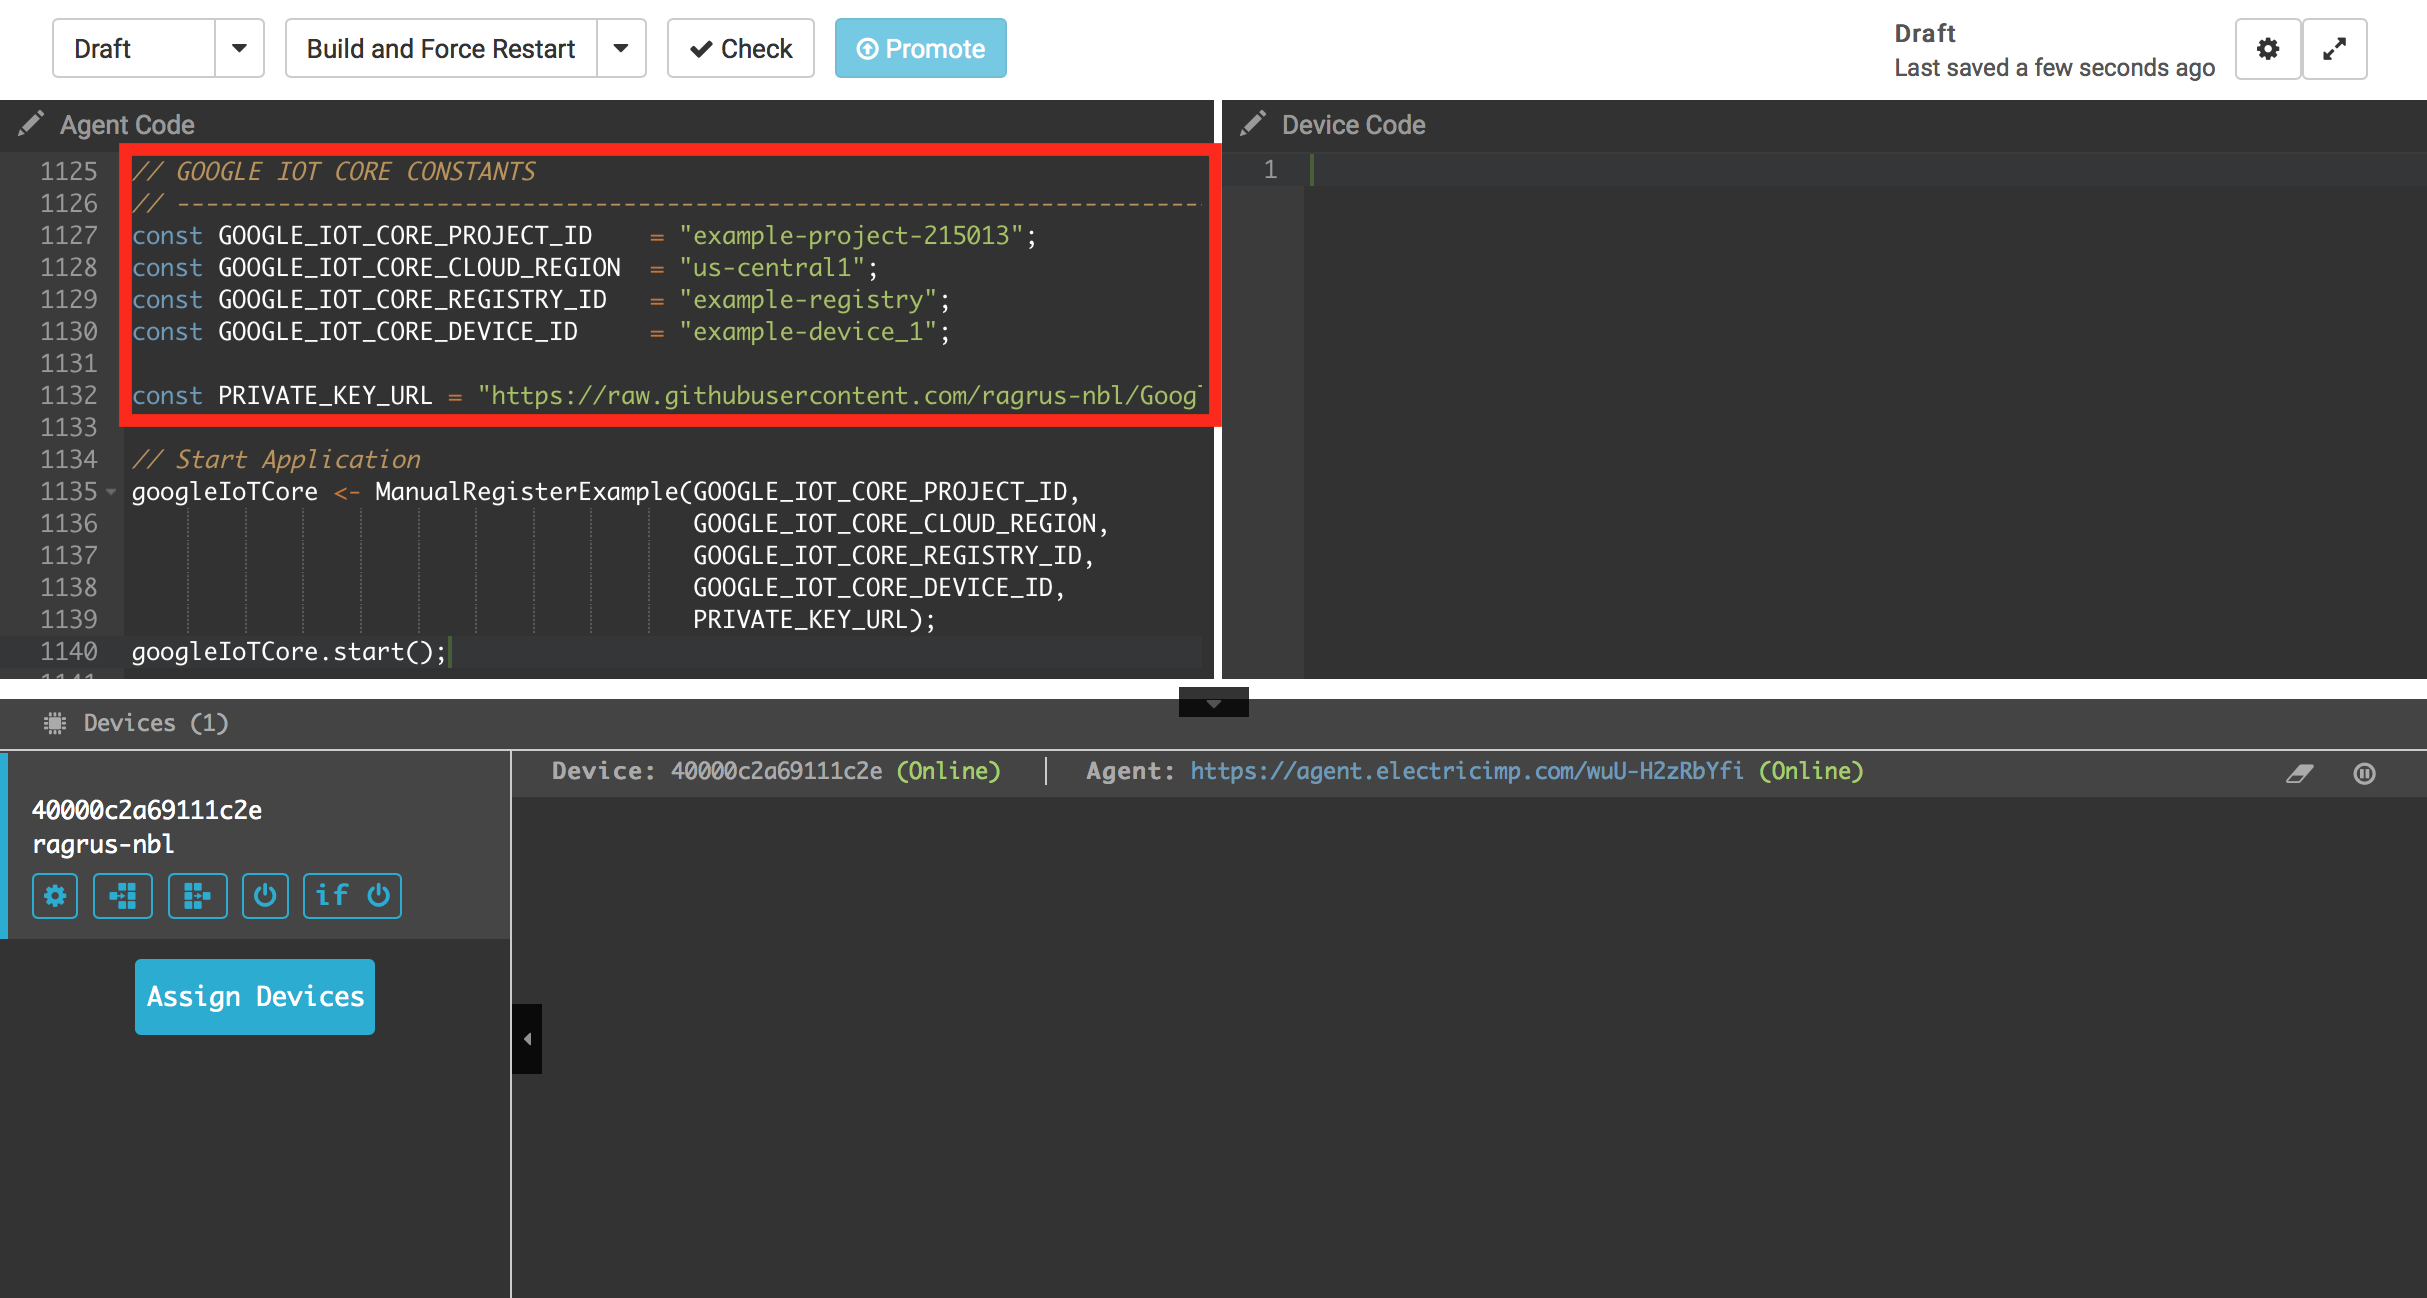 Draft
Build and Force Restart
Check
Promote
Draft
Last saved a few seconds ago
Agent Code
1125 // GOOGLE IOT CORE CONSTANTS
1126 // -----------------------------------------------------------------------
1127 const GOOGLE_IOT_CORE_PROJECT_ID    = "example-project-215013";
1128 const GOOGLE_IOT_CORE_CLOUD_REGION  = "us-central1";
1129 const GOOGLE_IOT_CORE_REGISTRY_ID   = "example-registry";
1130 const GOOGLE_IOT_CORE_DEVICE_ID     = "example-device_1";
1131
1132 const PRIVATE_KEY_URL = "https://raw.githubusercontent.com/ragrus-nbl/Goog
1133
1134 // Start Application
1135 googleIoTCore <- ManualRegisterExample(GOOGLE_IOT_CORE_PROJECT_ID,
1136 GOOGLE_IOT_CORE_CLOUD_REGION,
1137 GOOGLE_IOT_CORE_REGISTRY_ID,
1138 GOOGLE_IOT_CORE_DEVICE_ID,
1139 PRIVATE_KEY_URL);
1140 googleIoTCore.start();
1141
Device Code
1
Devices (1)
40000c2a69111c2e
ragrus-nbl
if
Assign Devices
Device: 40000c2a69111c2e (Online) | Agent: https://agent.electricimp.com/wuU-H2zRbYfi (Online)